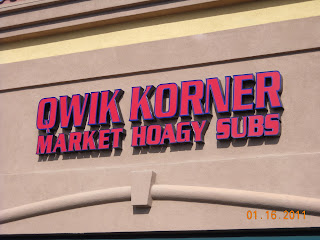 QWIK KORNER
MARKET HOAGY SUBS
01.16.2011